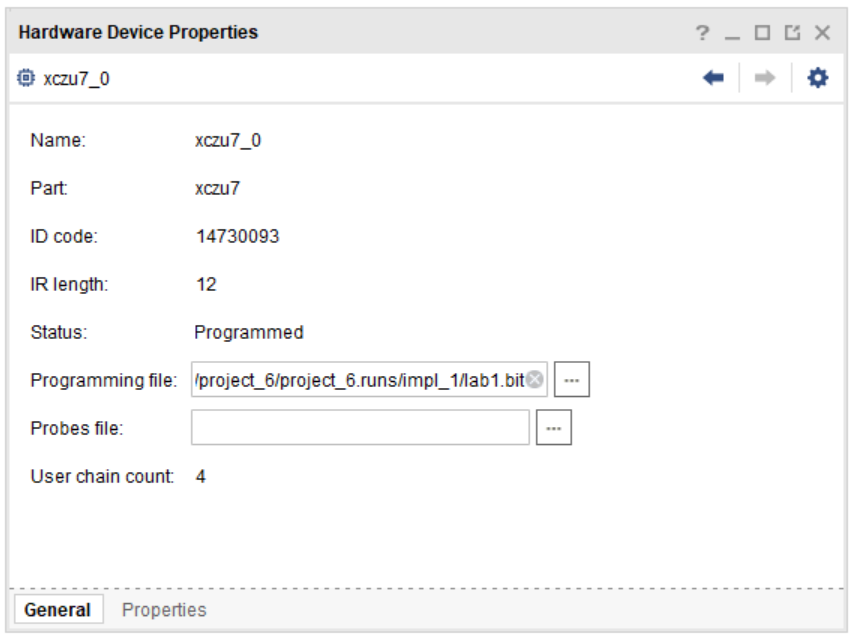 Hardware Device Properties ?
xczu7_0
Name: xczu7_0
Part: xczu7
ID code: 14730093
IR length: 12
Status: Programmed
Programming file: /project_6/project_6.runs/impl_1/lab1.bit ...
Probes file: ...
User chain count: 4
General Properties